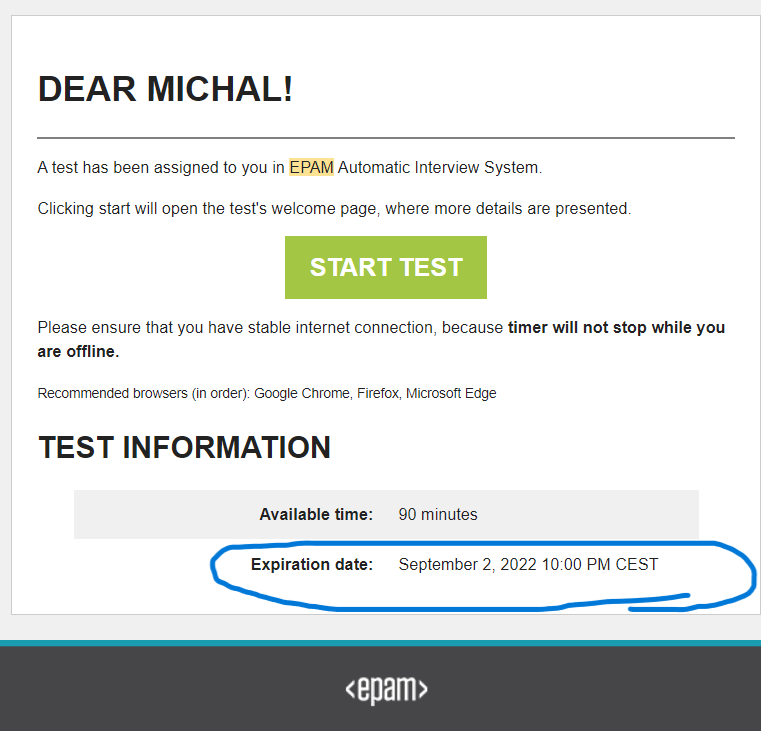 DEAR MICHAL!
A test has been assigned to you in EPAM Automatic Interview System.
Clicking start will open the test's welcome page, where more details are presented.
START TEST
Please ensure that you have stable internet connection, because timer will not stop while you
are offline.
Recommended browsers (in order): Google Chrome, Firefox, Microsoft Edge
TEST INFORMATION
Available time: 90 minutes
Expiration date: September 2, 2022 10:00 PM CEST
<epam>